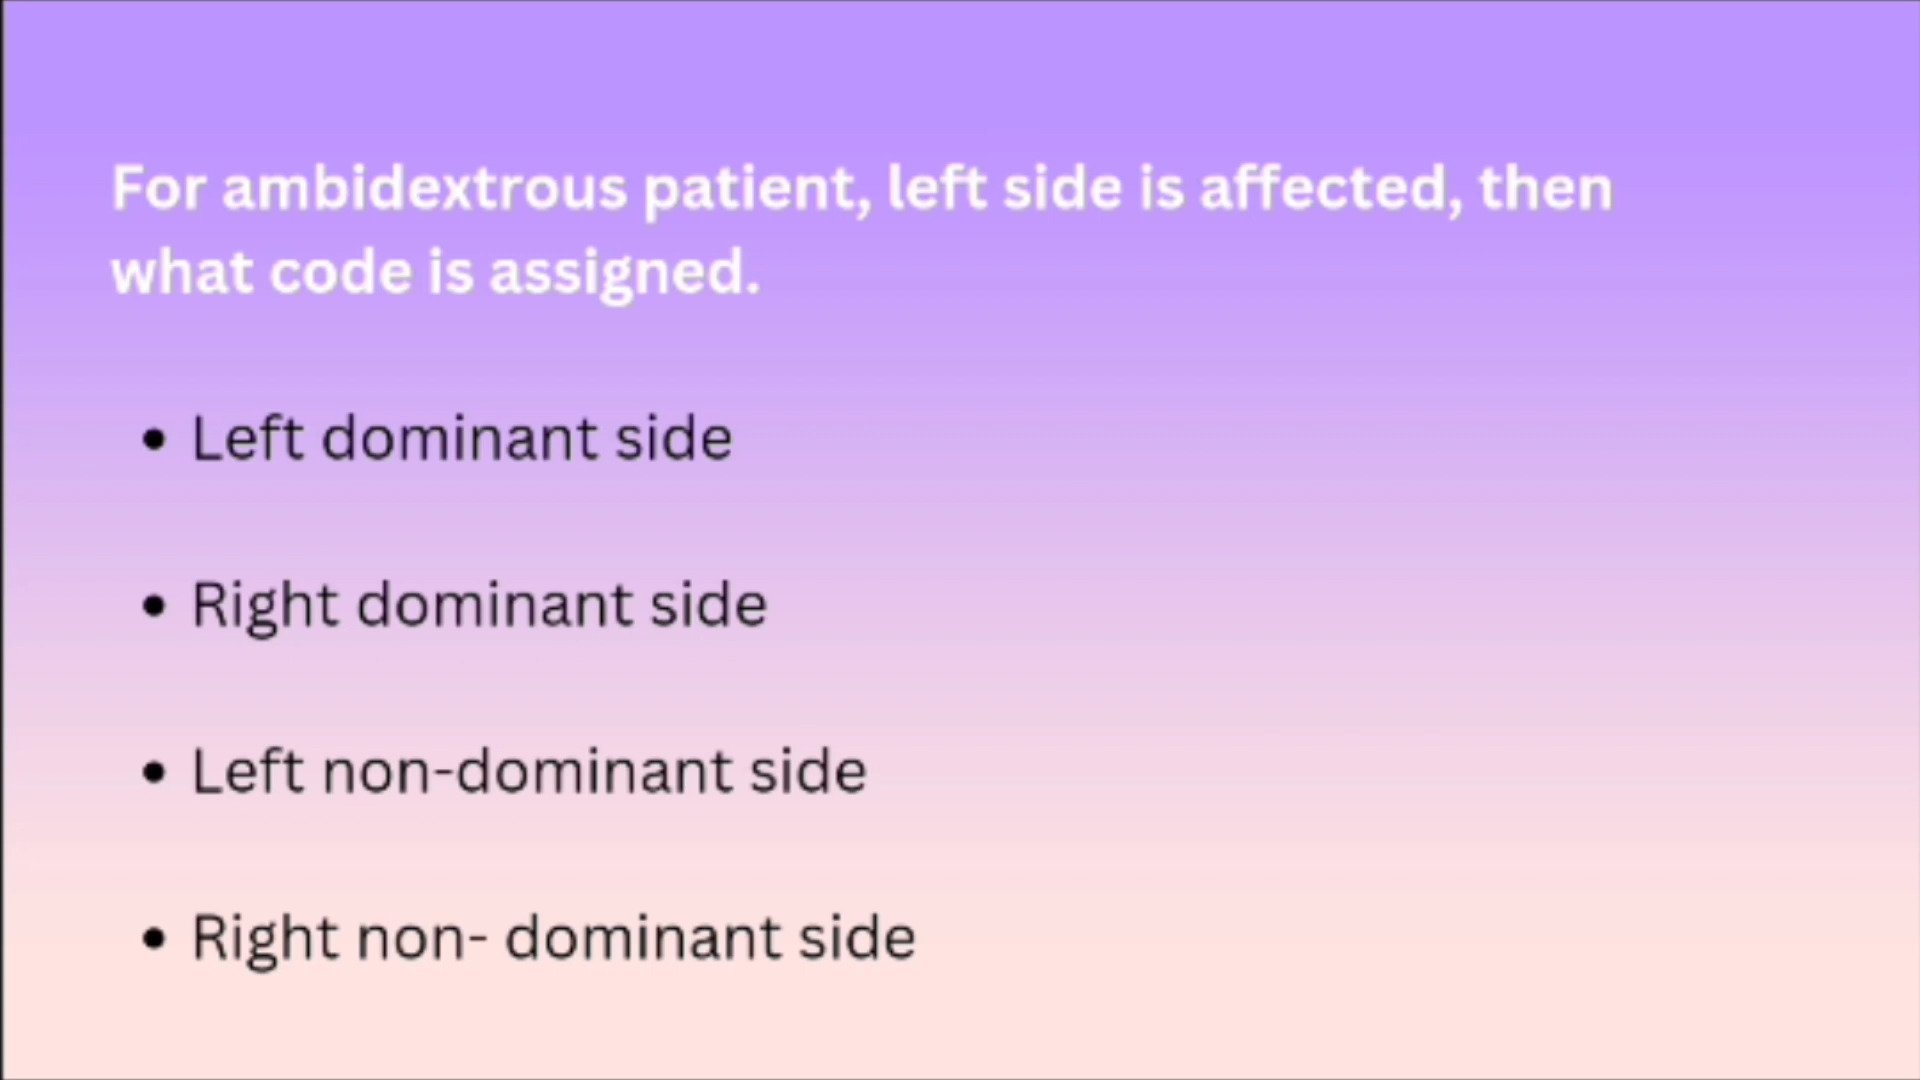 For ambidextrous patient, left side is affected, then
what code is assigned.
• Left dominant side
• Right dominant side
• Left non-dominant side
• Right non- dominant side